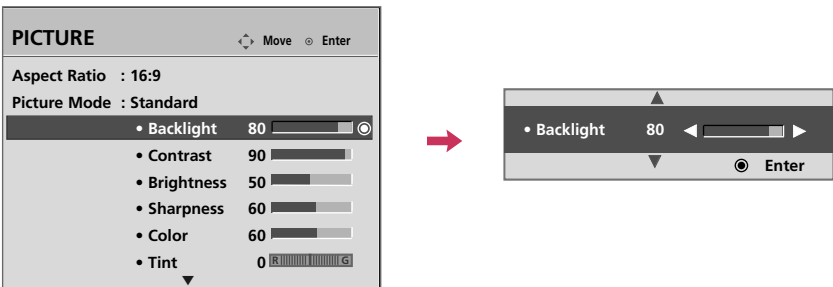 PICTURE Move Enter
Aspect Ratio : 16:9
Picture Mode : Standard
• Backlight 80
• Contrast 90
• Brightness 50
• Sharpness 60
• Color 60
• Tint 0 R G
• Backlight 80
Enter